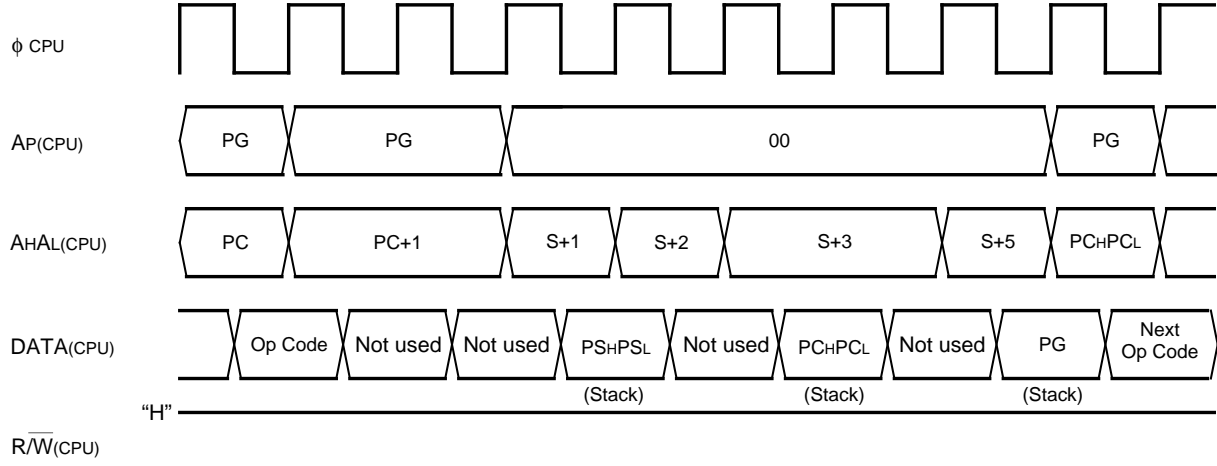 ϕ CPU
AP(CPU) PG PG 00 PG
AHAL(CPU) PC PC+1 S+1 S+2 S+3 S+5 PCHPCL
DATA(CPU) Op Code Not used Not used PSHPSL Not used PCHPCL Not used PG Next Op Code
(Stack) (Stack) (Stack)
“H”
R/W̅(CPU)